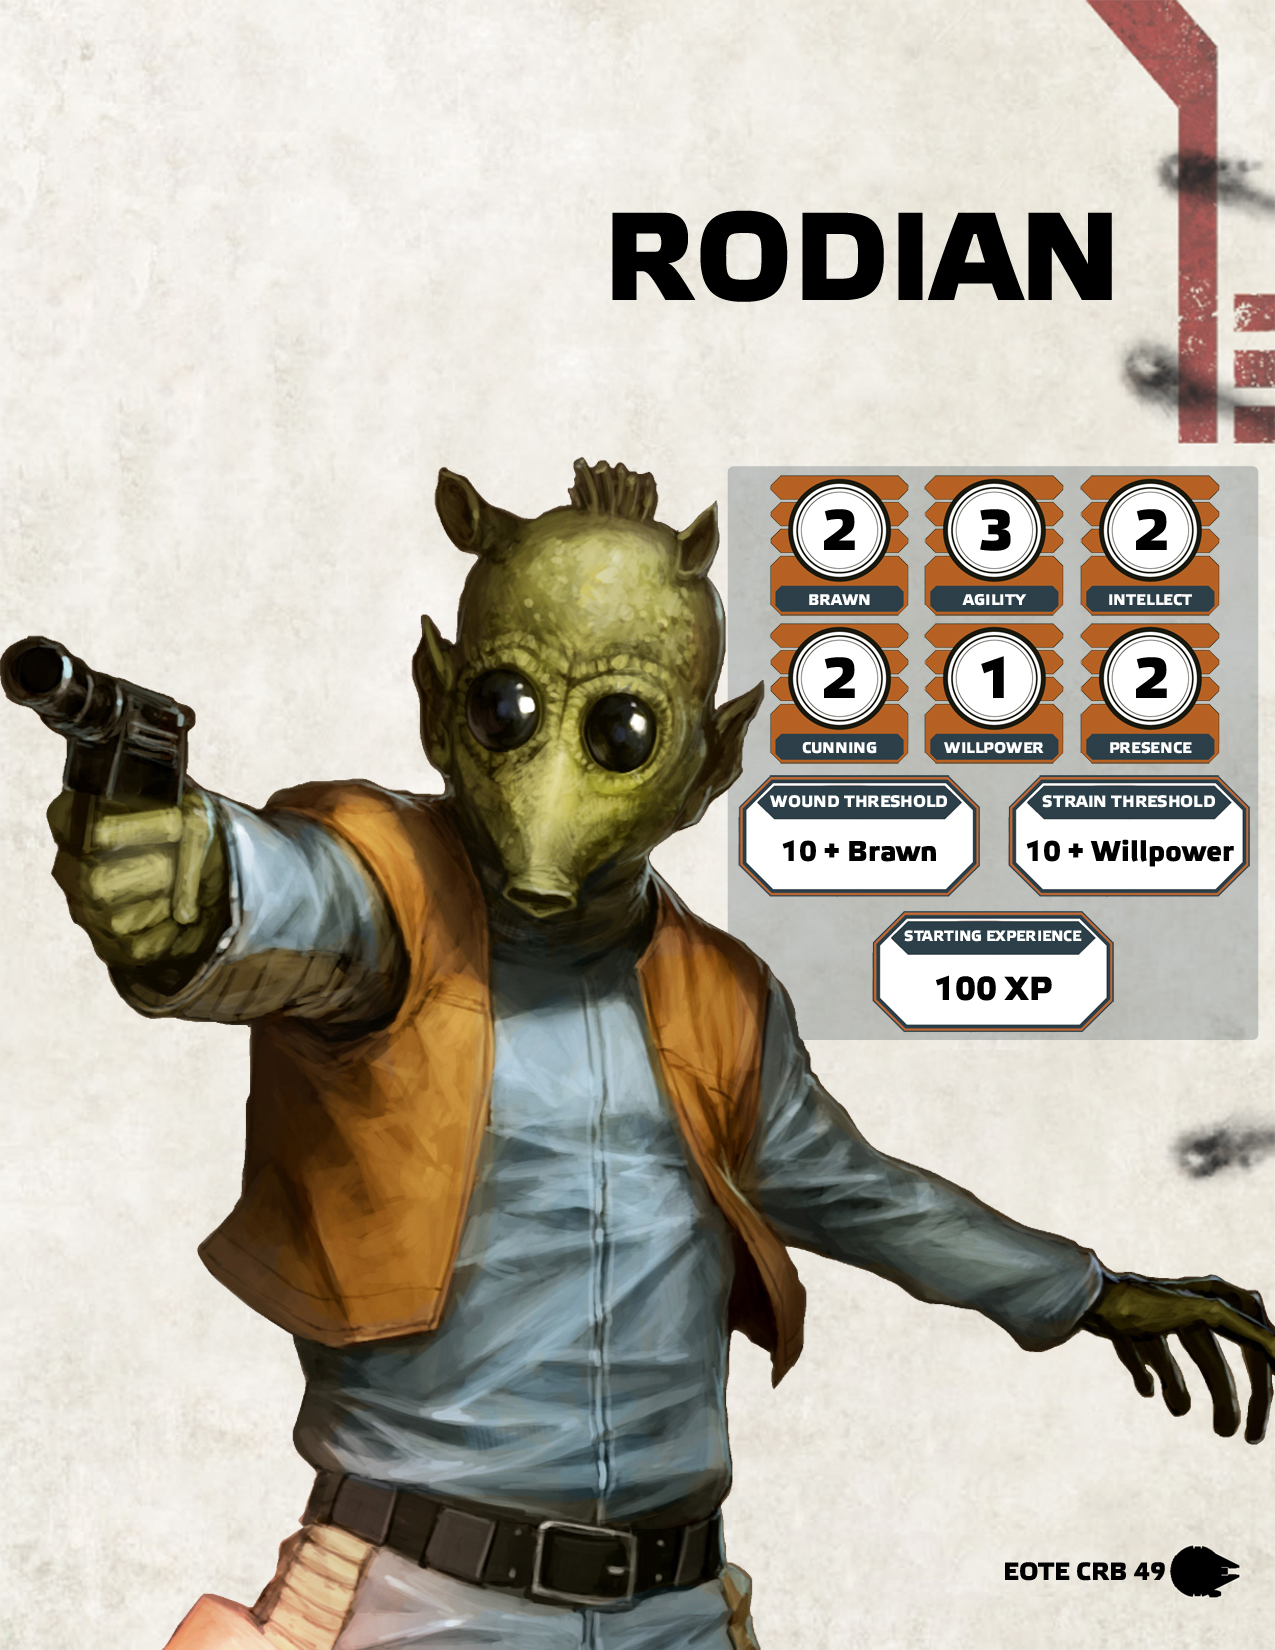 RODIAN
2 3 2
BRAWN AGILITY INTELLECT
2 1 2
CUNNING WILLPOWER PRESENCE
WOUND THRESHOLD STRAIN THRESHOLD
10 + Brawn 10 + Willpower
STARTING EXPERIENCE
100 XP
EOTE CRB 49